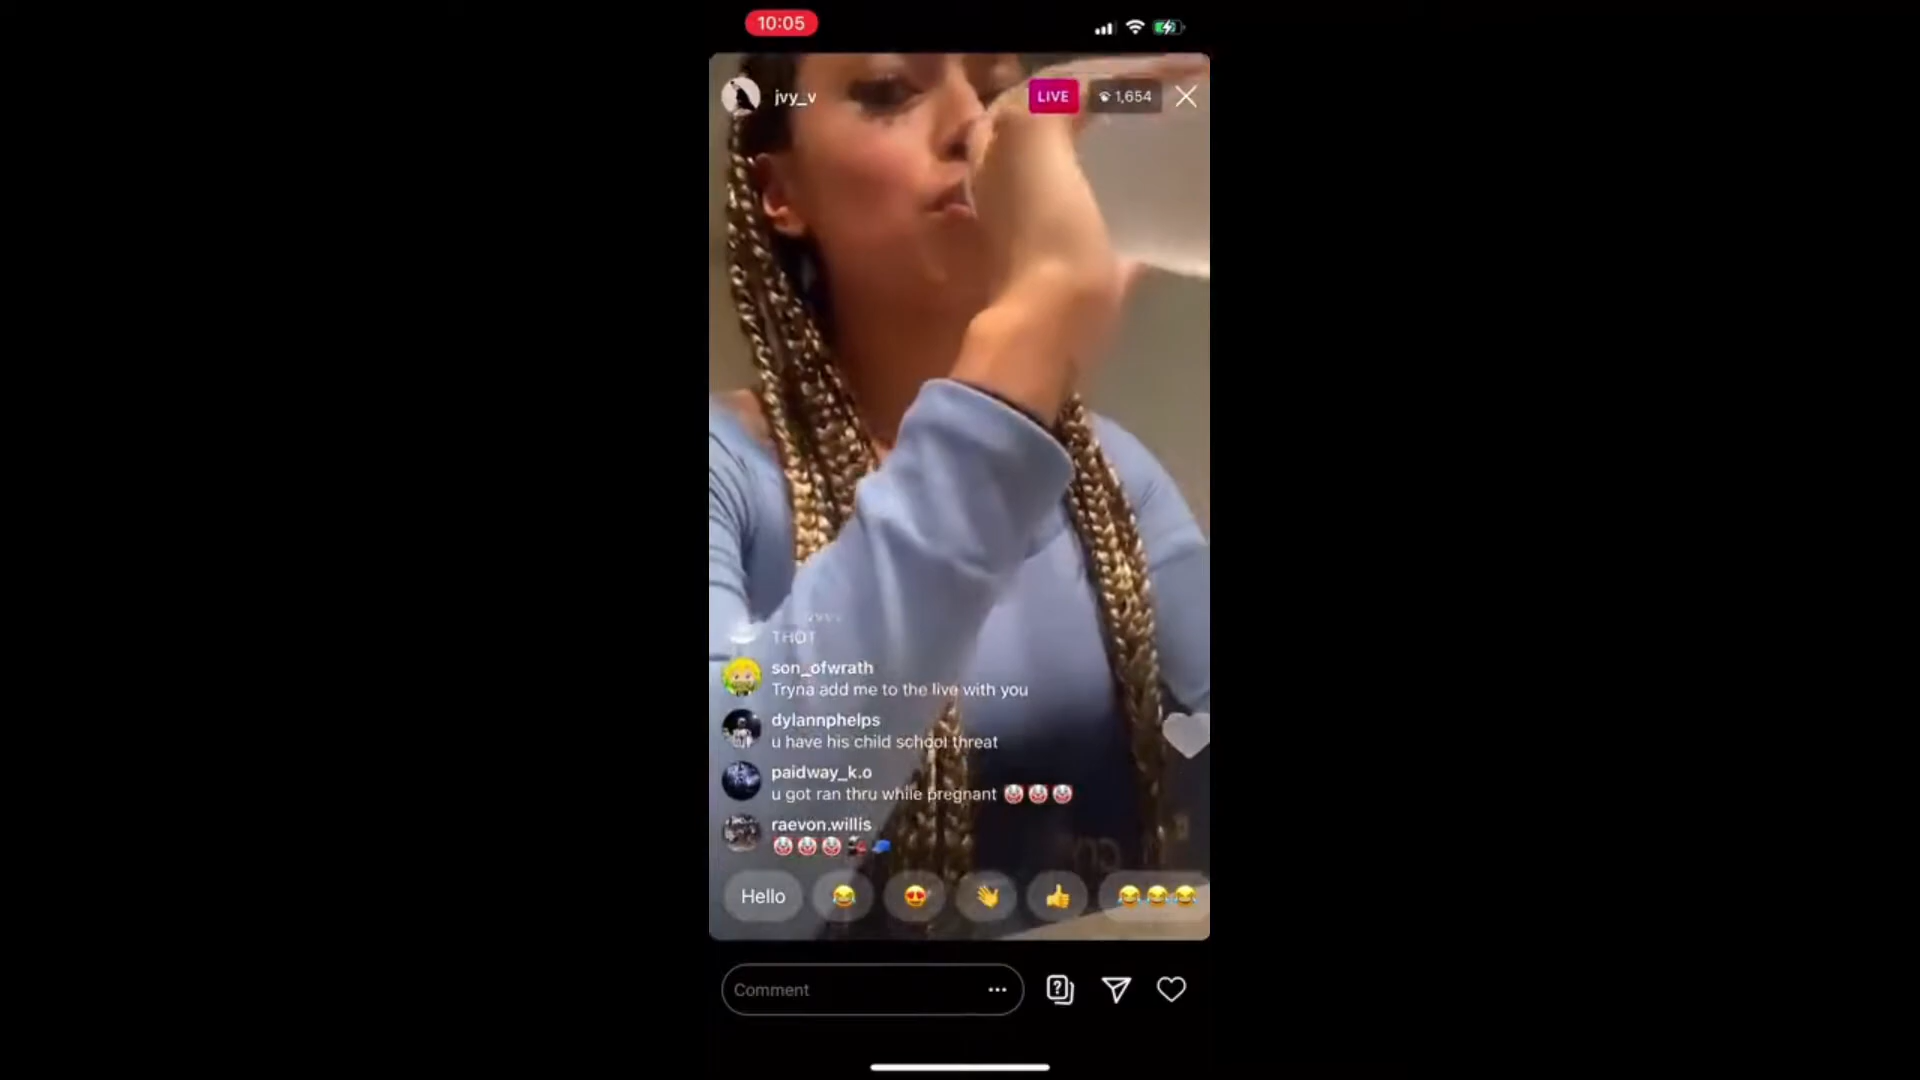 10:05
jvy_v
LIVE
1,654
THOT
son_ofwrath
Tryna add me to the live with you
dylannphelps
u have his child school threat
paidway_k.o
u got ran thru while pregnant 🤡🤡🤡
raevon.willis
🤡🤡🤡
Hello 😂 😍 👋 👍 😂😂😂
Comment